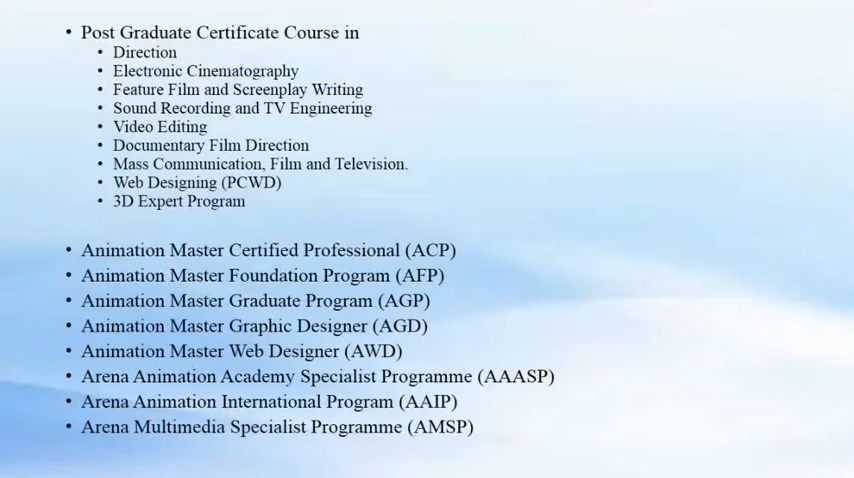 • Post Graduate Certificate Course in
• Direction
• Electronic Cinematography
• Feature Film and Screenplay Writing
• Sound Recording and TV Engineering
• Video Editing
• Documentary Film Direction
• Mass Communication, Film and Television.
• Web Designing (PCWD)
• 3D Expert Program
• Animation Master Certified Professional (ACP)
• Animation Master Foundation Program (AFP)
• Animation Master Graduate Program (AGP)
• Animation Master Graphic Designer (AGD)
• Animation Master Web Designer (AWD)
• Arena Animation Academy Specialist Programme (AAASP)
• Arena Animation International Program (AAIP)
• Arena Multimedia Specialist Programme (AMSP)